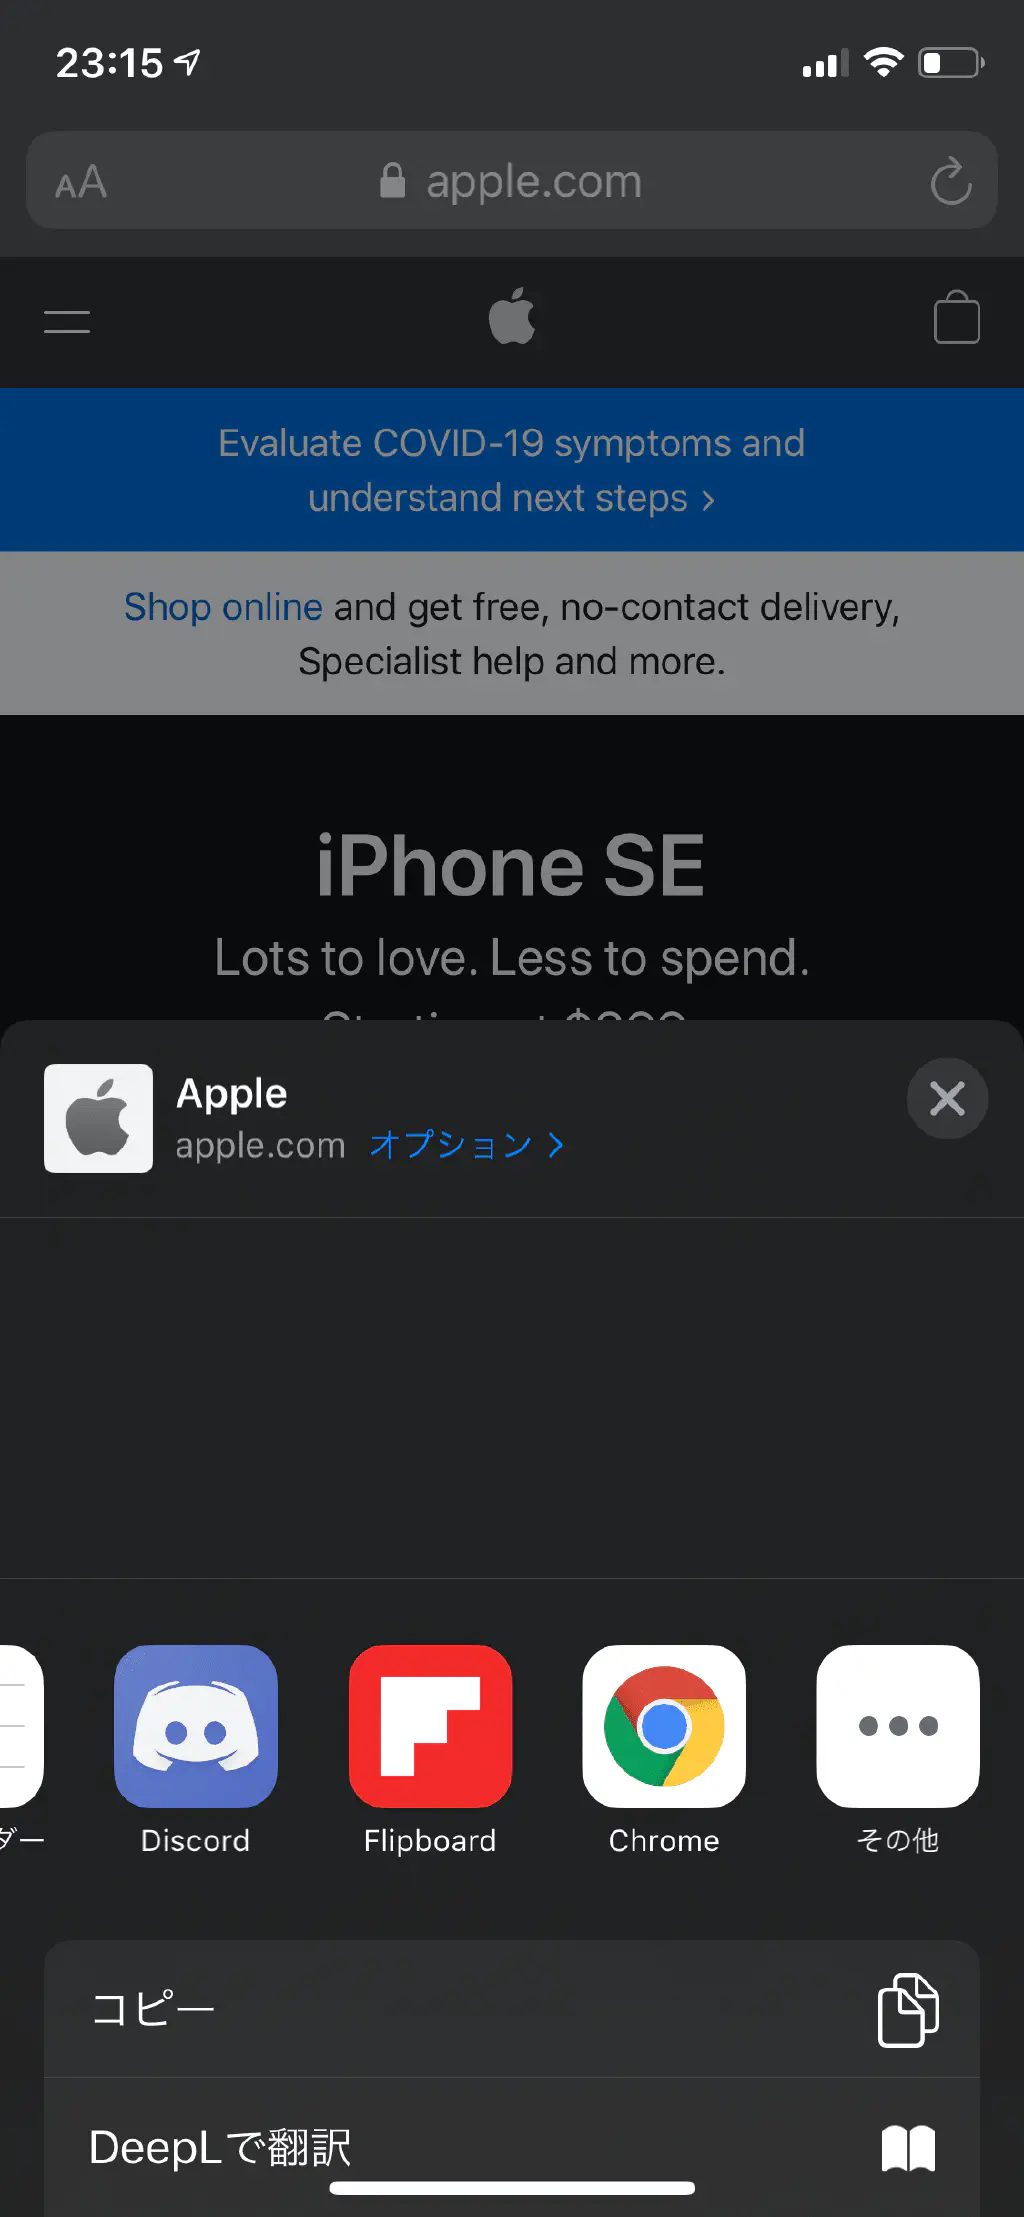 23:15
AA
apple.com
Evaluate COVID-19 symptoms and
understand next steps >
Shop online and get free, no-contact delivery,
Specialist help and more.
iPhone SE
Lots to love. Less to spend.
Apple
apple.com オプション >
ダー Discord Flipboard Chrome その他
コピー
DeepLで翻訳